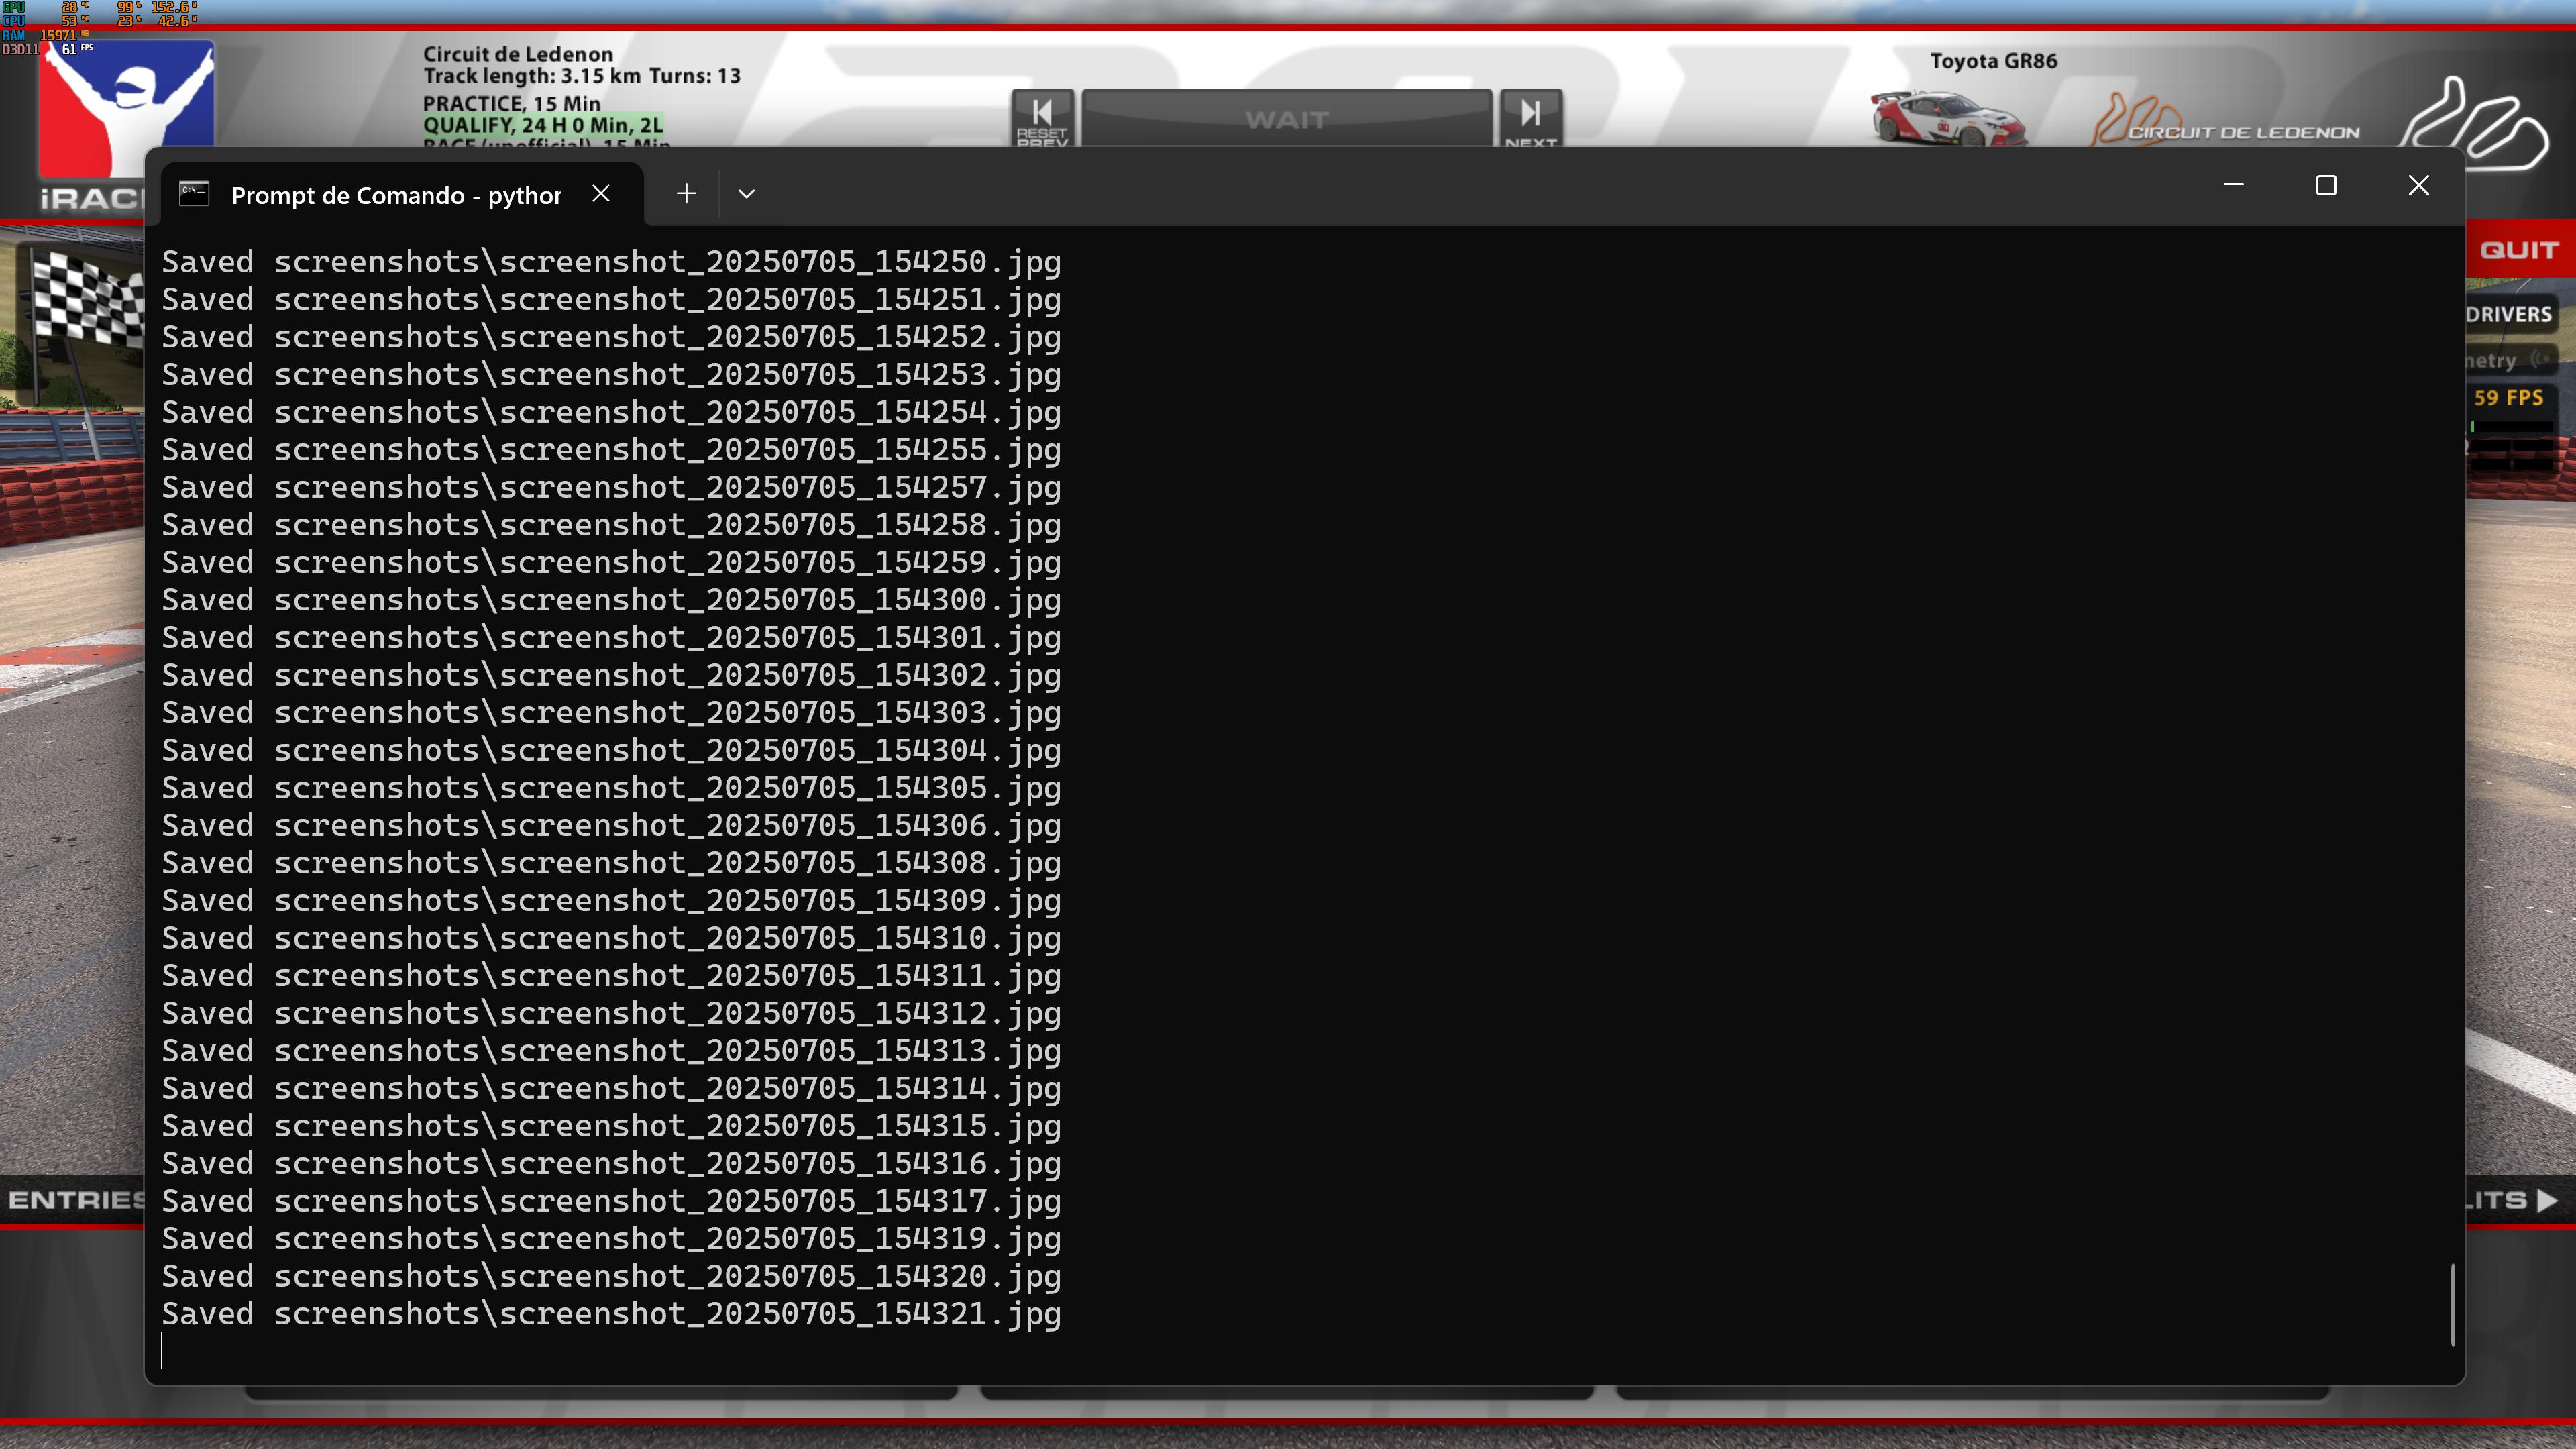 GPU 28 °C 99 % 152.6 W
CPU 53 °C 23 % 42.6 W
RAM 15971 MB
D3D11 61 FPS
Circuit de Ledenon
Track length: 3.15 km Turns: 13
PRACTICE, 15 Min
QUALIFY, 24 H 0 Min, 2L
RACE (unofficial), 15 Min
RESET
PREV
WAIT
NEXT
Toyota GR86
CIRCUIT DE LEDENON
iRAC
Prompt de Comando - python
QUIT
DRIVERS
metry
59 FPS
Saved screenshots\screenshot_20250705_154250.jpg
Saved screenshots\screenshot_20250705_154251.jpg
Saved screenshots\screenshot_20250705_154252.jpg
Saved screenshots\screenshot_20250705_154253.jpg
Saved screenshots\screenshot_20250705_154254.jpg
Saved screenshots\screenshot_20250705_154255.jpg
Saved screenshots\screenshot_20250705_154257.jpg
Saved screenshots\screenshot_20250705_154258.jpg
Saved screenshots\screenshot_20250705_154259.jpg
Saved screenshots\screenshot_20250705_154300.jpg
Saved screenshots\screenshot_20250705_154301.jpg
Saved screenshots\screenshot_20250705_154302.jpg
Saved screenshots\screenshot_20250705_154303.jpg
Saved screenshots\screenshot_20250705_154304.jpg
Saved screenshots\screenshot_20250705_154305.jpg
Saved screenshots\screenshot_20250705_154306.jpg
Saved screenshots\screenshot_20250705_154308.jpg
Saved screenshots\screenshot_20250705_154309.jpg
Saved screenshots\screenshot_20250705_154310.jpg
Saved screenshots\screenshot_20250705_154311.jpg
Saved screenshots\screenshot_20250705_154312.jpg
Saved screenshots\screenshot_20250705_154313.jpg
Saved screenshots\screenshot_20250705_154314.jpg
Saved screenshots\screenshot_20250705_154315.jpg
Saved screenshots\screenshot_20250705_154316.jpg
Saved screenshots\screenshot_20250705_154317.jpg
Saved screenshots\screenshot_20250705_154319.jpg
Saved screenshots\screenshot_20250705_154320.jpg
Saved screenshots\screenshot_20250705_154321.jpg
ENTRIES
LITS